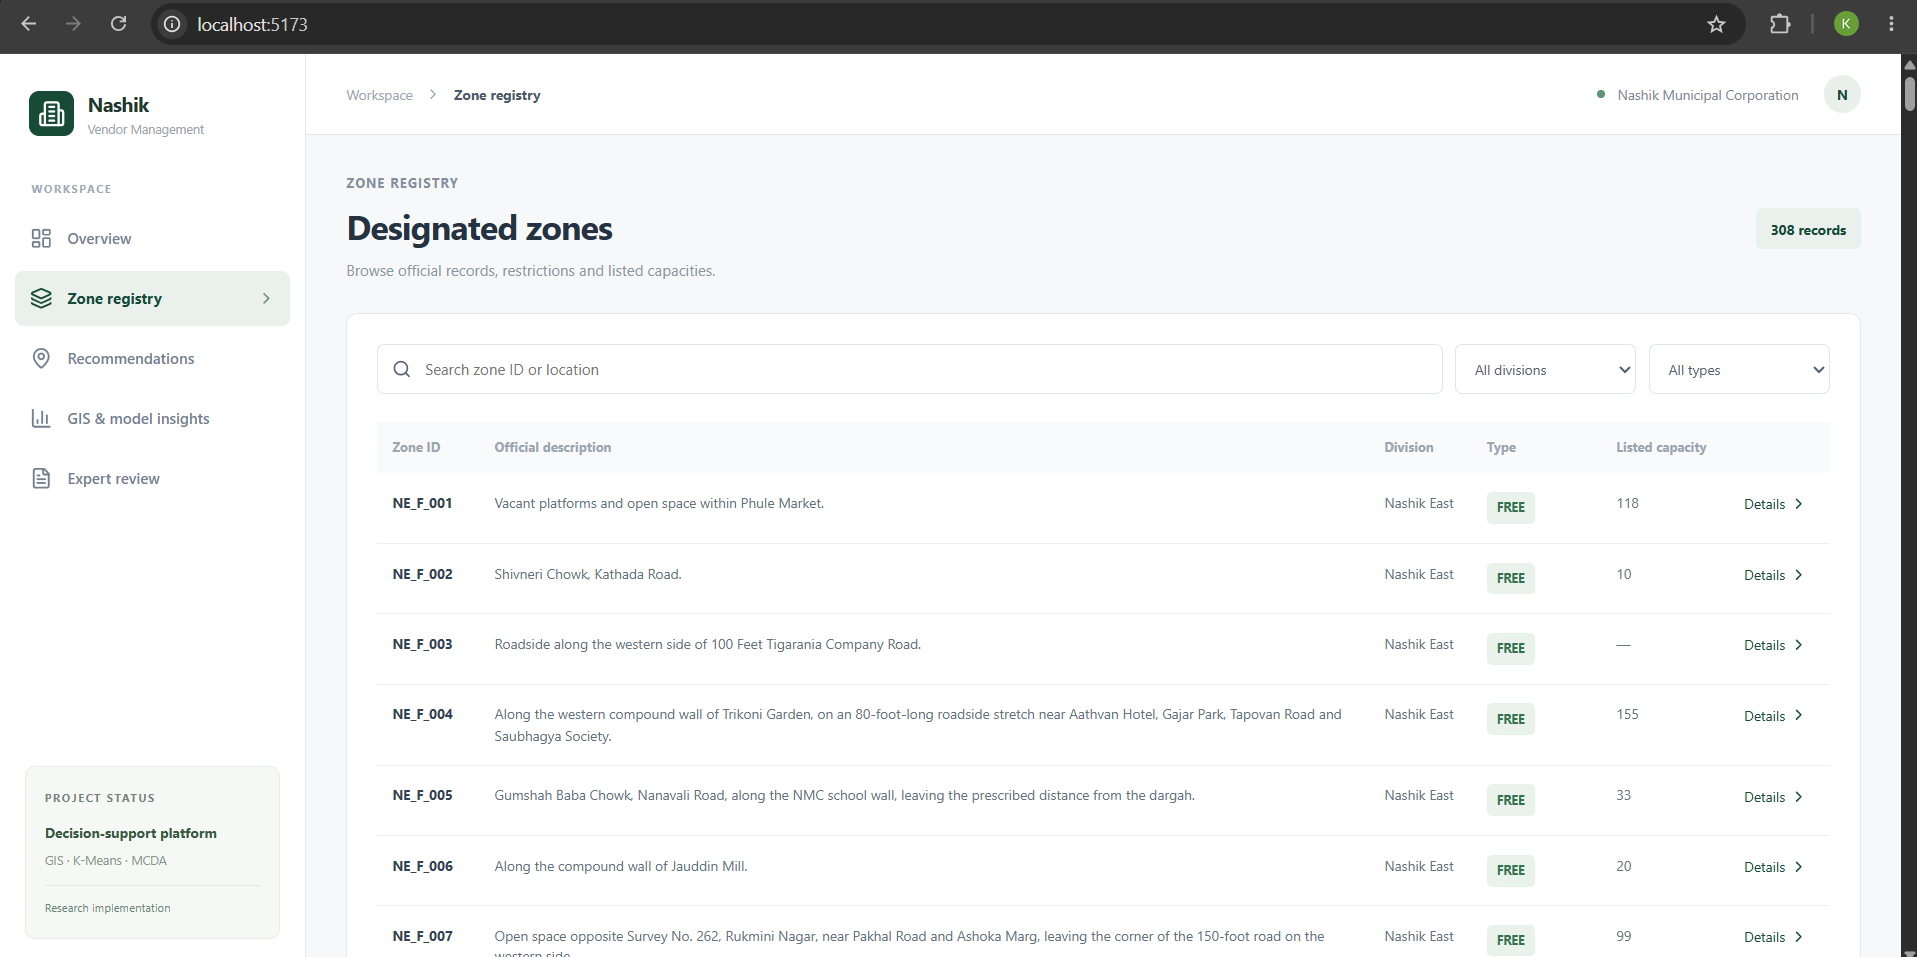 localhost:5173
K
Nashik
Vendor Management
WORKSPACE
Overview
Zone registry
Recommendations
GIS & model insights
Expert review
PROJECT STATUS
Decision-support platform
GIS · K-Means · MCDA
Research implementation
Workspace > Zone registry
Nashik Municipal Corporation
N
ZONE REGISTRY
Designated zones
308 records
Browse official records, restrictions and listed capacities.
Search zone ID or location
All divisions
All types
Zone ID Official description Division Type Listed capacity
NE_F_001 Vacant platforms and open space within Phule Market. Nashik East FREE 118 Details
NE_F_002 Shivneri Chowk, Kathada Road. Nashik East FREE 10 Details
NE_F_003 Roadside along the western side of 100 Feet Tigarania Company Road. Nashik East FREE — Details
NE_F_004 Along the western compound wall of Trikoni Garden, on an 80-foot-long roadside stretch near Aathvan Hotel, Gajar Park, Tapovan Road and Nashik East FREE 155 Details
Saubhagya Society.
NE_F_005 Gumshah Baba Chowk, Nanavali Road, along the NMC school wall, leaving the prescribed distance from the dargah. Nashik East FREE 33 Details
NE_F_006 Along the compound wall of Jauddin Mill. Nashik East FREE 20 Details
NE_F_007 Open space opposite Survey No. 262, Rukmini Nagar, near Pakhal Road and Ashoka Marg, leaving the corner of the 150-foot road on the Nashik East FREE 99 Details
western side.